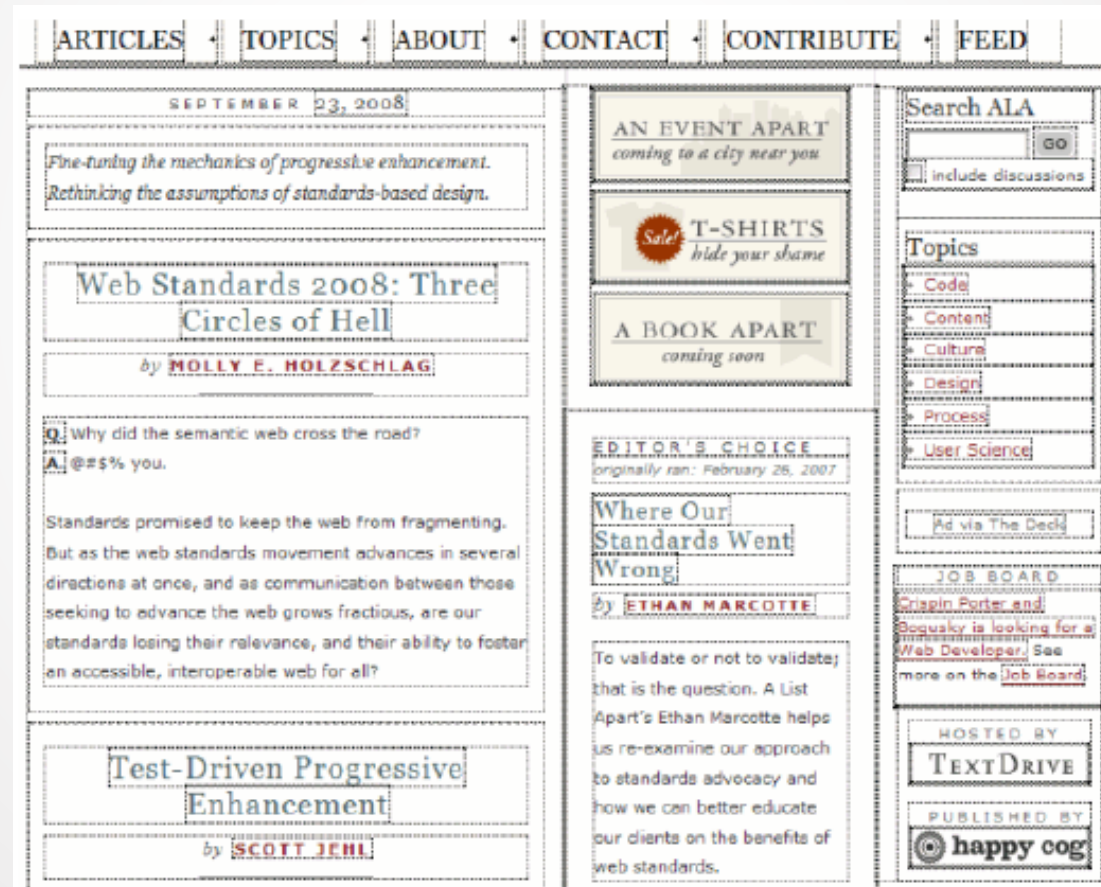 ARTICLES • TOPICS • ABOUT • CONTACT • CONTRIBUTE • FEED
SEPTEMBER 23, 2008
Fine-tuning the mechanics of progressive enhancement.
Rethinking the assumptions of standards-based design.
Web Standards 2008: Three
Circles of Hell
by MOLLY E. HOLZSCHLAG
Q. Why did the semantic web cross the road?
A. @#$% you.
Standards promised to keep the web from fragmenting.
But as the web standards movement advances in several
directions at once, and as communication between those
seeking to advance the web grows fractious, are our
standards losing their relevance, and their ability to foster
an accessible, interoperable web for all?
Test-Driven Progressive
Enhancement
by SCOTT JEHL
AN EVENT APART
coming to a city near you
Sale! T-SHIRTS
hide your shame
A BOOK APART
coming soon
EDITOR'S CHOICE
originally ran: February 26, 2007
Where Our
Standards Went
Wrong
by ETHAN MARCOTTE
To validate or not to validate;
that is the question. A List
Apart's Ethan Marcotte helps
us re-examine our approach
to standards advocacy and
how we can better educate
our clients on the benefits of
web standards.
Search ALA
GO
include discussions
Topics
Code
Content
Culture
Design
Process
User Science
Ad via The Deck
JOB BOARD
Crispin Porter and
Bogusky is looking for a
Web Developer. See
more on the Job Board
HOSTED BY
TEXTDRIVE
PUBLISHED BY
happy cog